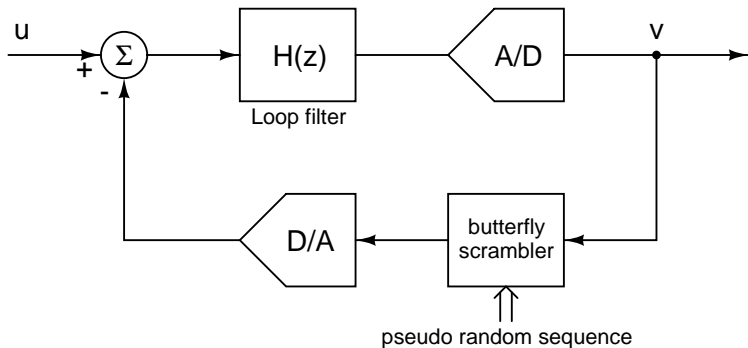 u
+
Σ
-
H(z)
Loop filter
A/D
v
D/A
butterfly
scrambler
pseudo random sequence